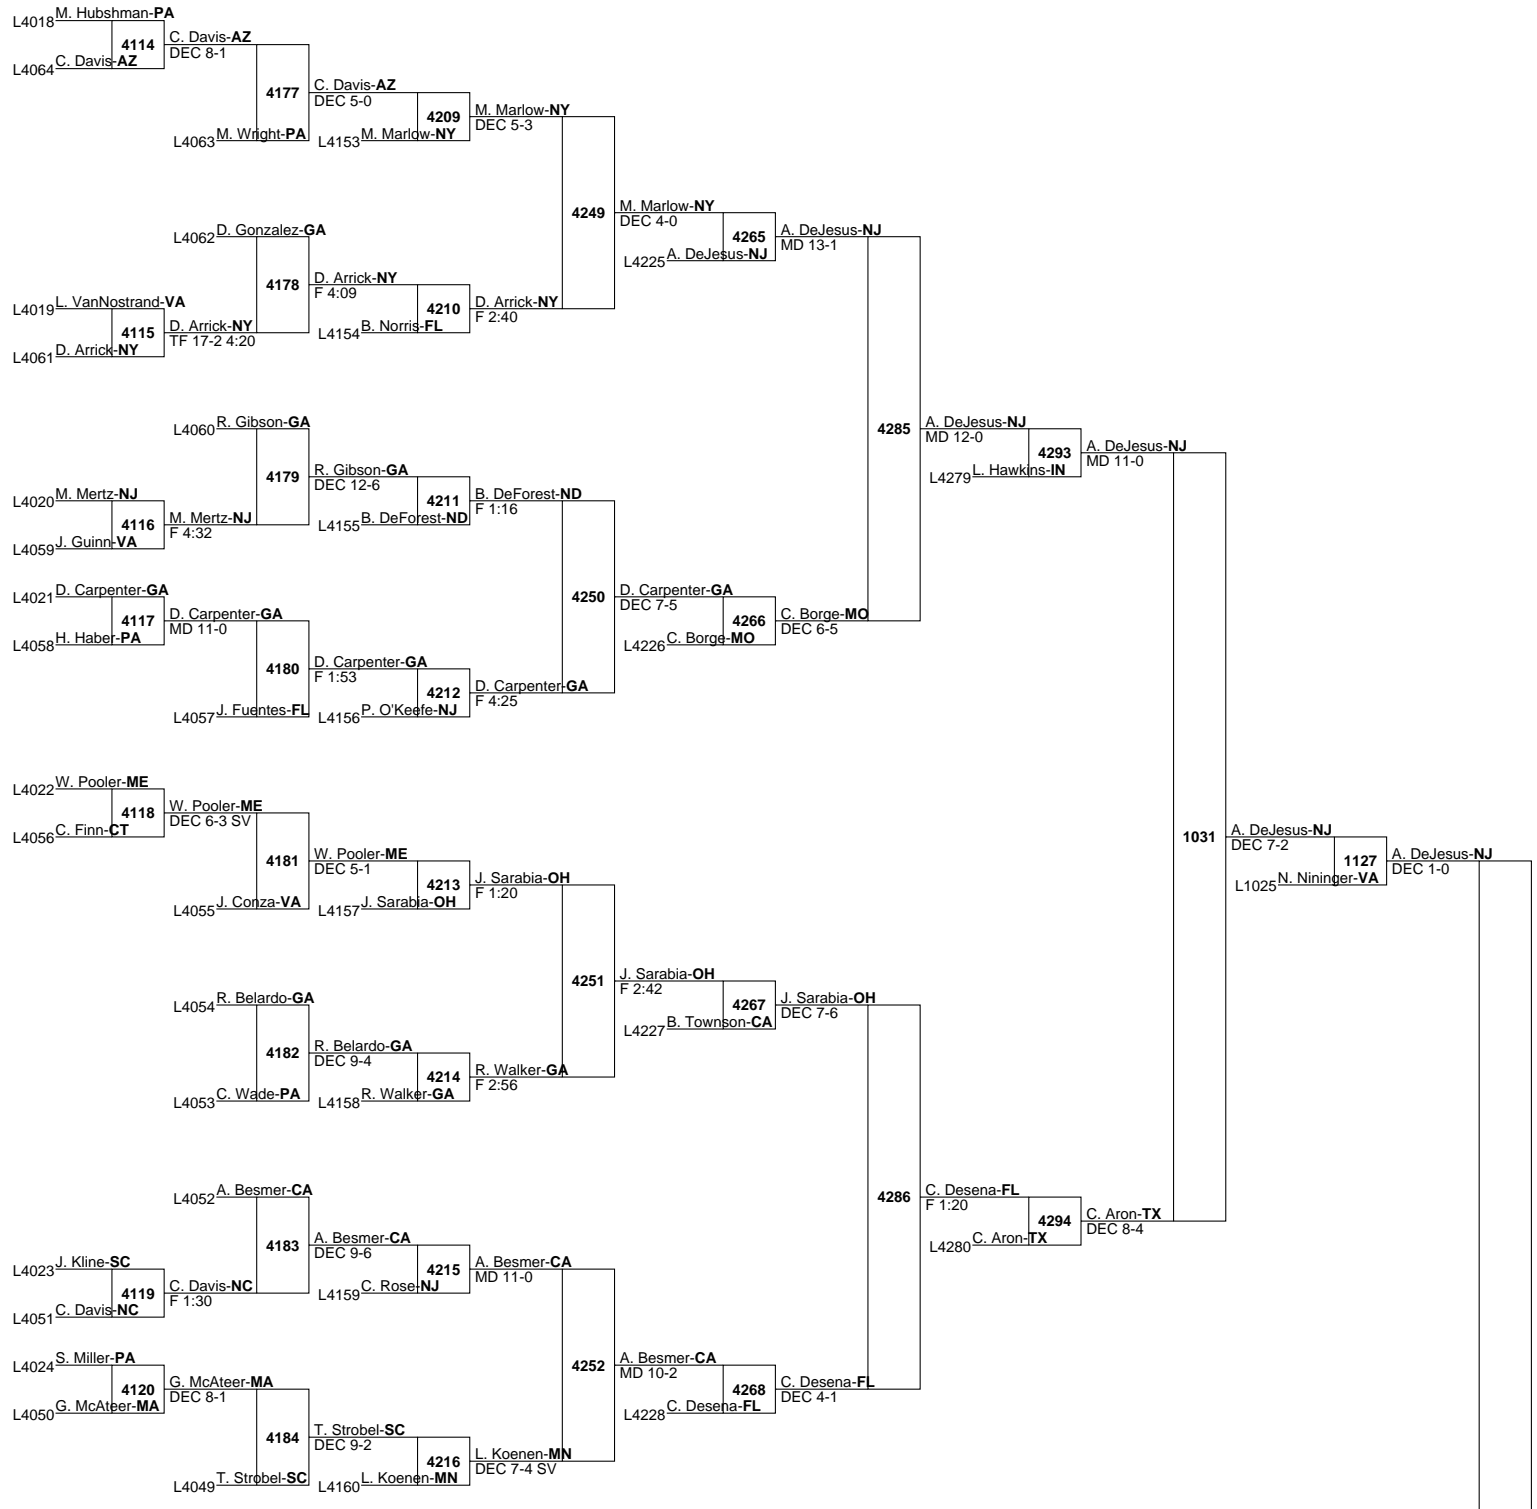 L4018 M. Hubshman-PA
4114
C. Davis-AZ
DEC 8-1
L4064 C. Davis-AZ
4177
C. Davis-AZ
DEC 5-0
L4063 M. Wright-PA
4209
M. Marlow-NY
DEC 5-3
L4153 M. Marlow-NY
4249
M. Marlow-NY
DEC 4-0
L4062 D. Gonzalez-GA
4178
D. Arrick-NY
F 4:09
L4019 L. VanNostrand-VA
4115
D. Arrick-NY
TF 17-2 4:20
L4061 D. Arrick-NY
4210
D. Arrick-NY
F 2:40
L4154 B. Norris-FL
4265
A. DeJesus-NJ
MD 13-1
L4225 A. DeJesus-NJ
L4060 R. Gibson-GA
4179
R. Gibson-GA
DEC 12-6
L4020 M. Mertz-NJ
4116
M. Mertz-NJ
F 4:32
L4059 J. Guinn-VA
4211
B. DeForest-ND
F 1:16
L4155 B. DeForest-ND
4285
A. DeJesus-NJ
MD 12-0
4293
A. DeJesus-NJ
MD 11-0
L4279 L. Hawkins-IN
L4021 D. Carpenter-GA
4117
D. Carpenter-GA
MD 11-0
L4058 H. Haber-PA
4180
D. Carpenter-GA
F 1:53
L4057 J. Fuentes-FL
4212
D. Carpenter-GA
F 4:25
L4156 P. O'Keefe-NJ
4250
D. Carpenter-GA
DEC 7-5
4266
C. Borge-MO
DEC 6-5
L4226 C. Borge-MO
L4022 W. Pooler-ME
4118
W. Pooler-ME
DEC 6-3 SV
L4056 C. Finn-CT
4181
W. Pooler-ME
DEC 5-1
L4055 J. Conza-VA
4213
J. Sarabia-OH
F 1:20
L4157 J. Sarabia-OH
1031
A. DeJesus-NJ
DEC 7-2
1127
A. DeJesus-NJ
DEC 1-0
L1025 N. Nininger-VA
4251
J. Sarabia-OH
F 2:42
4267
J. Sarabia-OH
DEC 7-6
L4227 B. Townson-CA
L4054 R. Belardo-GA
4182
R. Belardo-GA
DEC 9-4
L4053 C. Wade-PA
4214
R. Walker-GA
F 2:56
L4158 R. Walker-GA
L4052 A. Besmer-CA
4183
A. Besmer-CA
DEC 9-6
L4023 J. Kline-SC
4119
C. Davis-NC
F 1:30
L4051 C. Davis-NC
4215
A. Besmer-CA
MD 11-0
L4159 C. Rose-NJ
4286
C. Desena-FL
F 1:20
4294
C. Aron-TX
DEC 8-4
L4280 C. Aron-TX
L4024 S. Miller-PA
4120
G. McAteer-MA
DEC 8-1
L4050 G. McAteer-MA
4184
T. Strobel-SC
DEC 9-2
L4049 T. Strobel-SC
4216
L. Koenen-MN
DEC 7-4 SV
L4160 L. Koenen-MN
4252
A. Besmer-CA
MD 10-2
4268
C. Desena-FL
DEC 4-1
L4228 C. Desena-FL